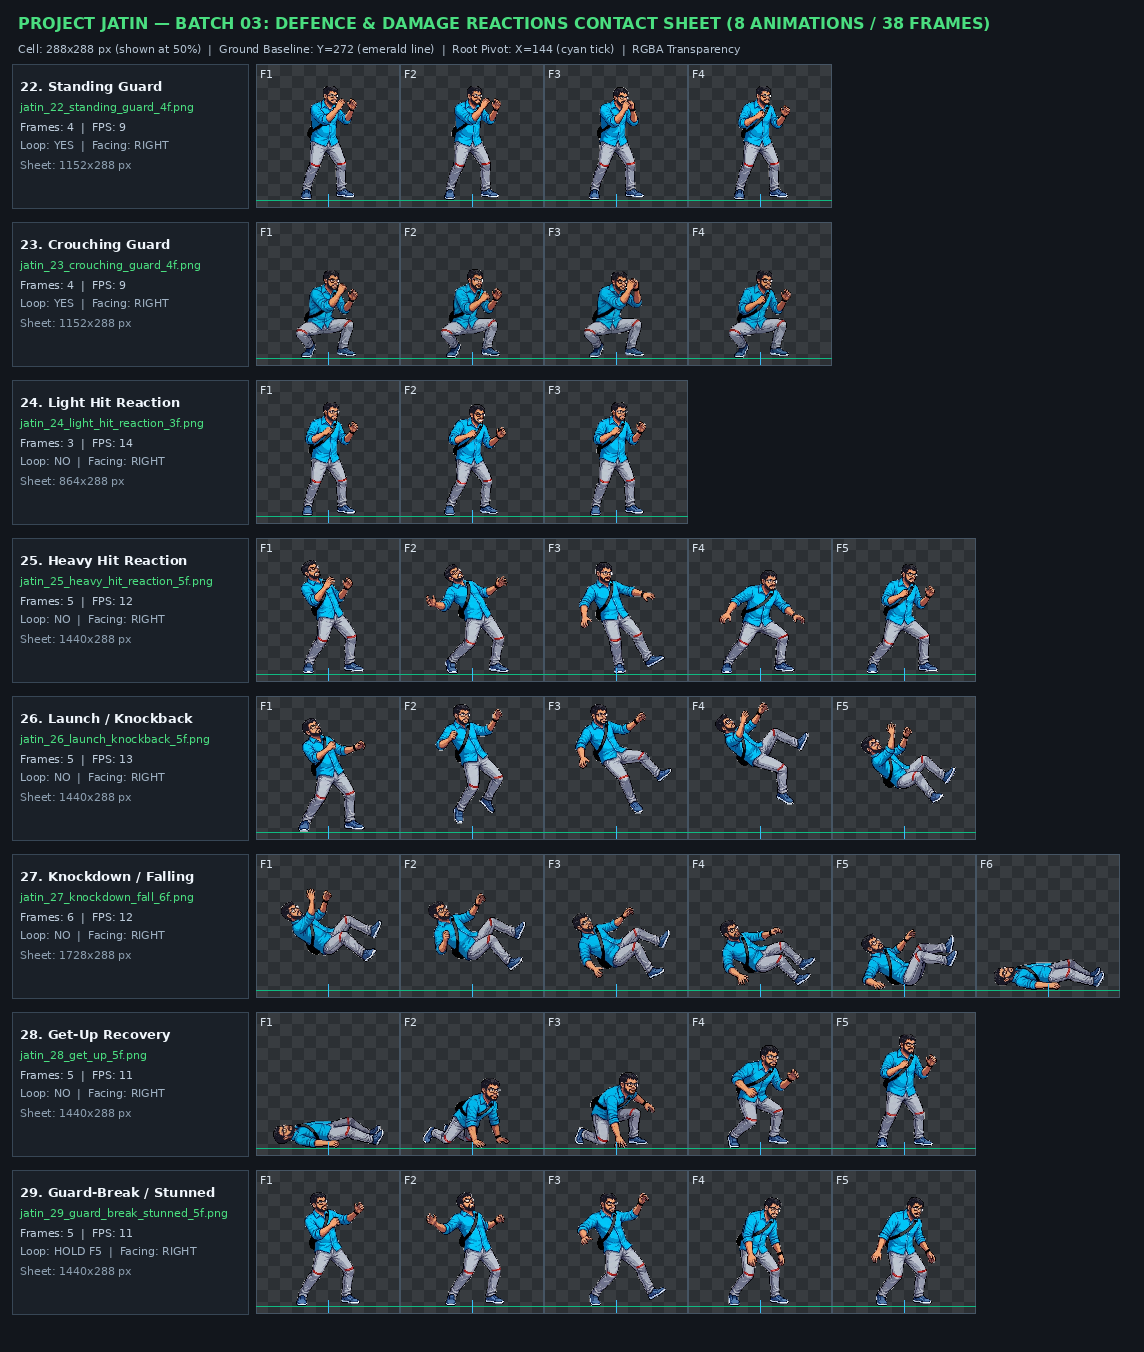 PROJECT JATIN — BATCH 03: DEFENCE & DAMAGE REACTIONS CONTACT SHEET (8 ANIMATIONS / 38 FRAMES)
Cell: 288x288 px (shown at 50%)  |  Ground Baseline: Y=272 (emerald line)  |  Root Pivot: X=144 (cyan tick)  |  RGBA Transparency
22. Standing Guard
jatin_22_standing_guard_4f.png
Frames: 4  |  FPS: 9
Loop: YES  |  Facing: RIGHT
Sheet: 1152x288 px
F1 F2 F3 F4
23. Crouching Guard
jatin_23_crouching_guard_4f.png
Frames: 4  |  FPS: 9
Loop: YES  |  Facing: RIGHT
Sheet: 1152x288 px
F1 F2 F3 F4
24. Light Hit Reaction
jatin_24_light_hit_reaction_3f.png
Frames: 3  |  FPS: 14
Loop: NO  |  Facing: RIGHT
Sheet: 864x288 px
F1 F2 F3
25. Heavy Hit Reaction
jatin_25_heavy_hit_reaction_5f.png
Frames: 5  |  FPS: 12
Loop: NO  |  Facing: RIGHT
Sheet: 1440x288 px
F1 F2 F3 F4 F5
26. Launch / Knockback
jatin_26_launch_knockback_5f.png
Frames: 5  |  FPS: 13
Loop: NO  |  Facing: RIGHT
Sheet: 1440x288 px
F1 F2 F3 F4 F5
27. Knockdown / Falling
jatin_27_knockdown_fall_6f.png
Frames: 6  |  FPS: 12
Loop: NO  |  Facing: RIGHT
Sheet: 1728x288 px
F1 F2 F3 F4 F5 F6
28. Get-Up Recovery
jatin_28_get_up_5f.png
Frames: 5  |  FPS: 11
Loop: NO  |  Facing: RIGHT
Sheet: 1440x288 px
F1 F2 F3 F4 F5
29. Guard-Break / Stunned
jatin_29_guard_break_stunned_5f.png
Frames: 5  |  FPS: 11
Loop: HOLD F5  |  Facing: RIGHT
Sheet: 1440x288 px
F1 F2 F3 F4 F5